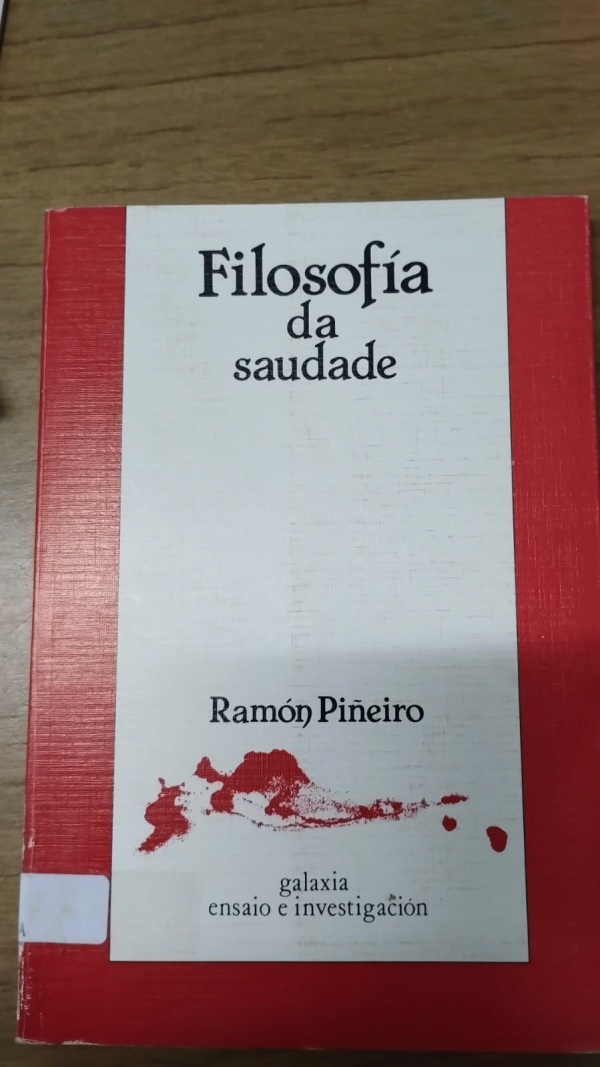 Filosofía
da
saudade
Ramón Piñeiro
galaxia
ensaio e investigación
A